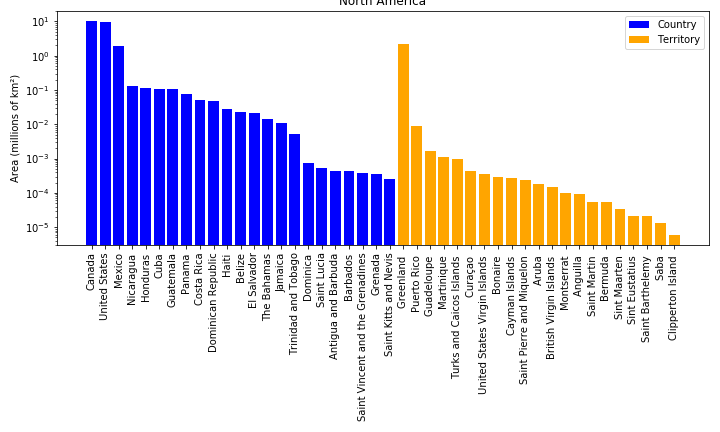 North America
Country
Territory
Area (millions of km²)
10¹
10⁰
10⁻¹
10⁻²
10⁻³
10⁻⁴
10⁻⁵
Canada
United States
Mexico
Nicaragua
Honduras
Cuba
Guatemala
Panama
Costa Rica
Dominican Republic
Haiti
Belize
El Salvador
The Bahamas
Jamaica
Trinidad and Tobago
Dominica
Saint Lucia
Antigua and Barbuda
Barbados
Saint Vincent and the Grenadines
Grenada
Saint Kitts and Nevis
Greenland
Puerto Rico
Guadeloupe
Martinique
Turks and Caicos Islands
Curaçao
United States Virgin Islands
Bonaire
Cayman Islands
Saint Pierre and Miquelon
Aruba
British Virgin Islands
Montserrat
Anguilla
Saint Martin
Bermuda
Sint Maarten
Sint Eustatius
Saint Barthelemy
Saba
Clipperton Island